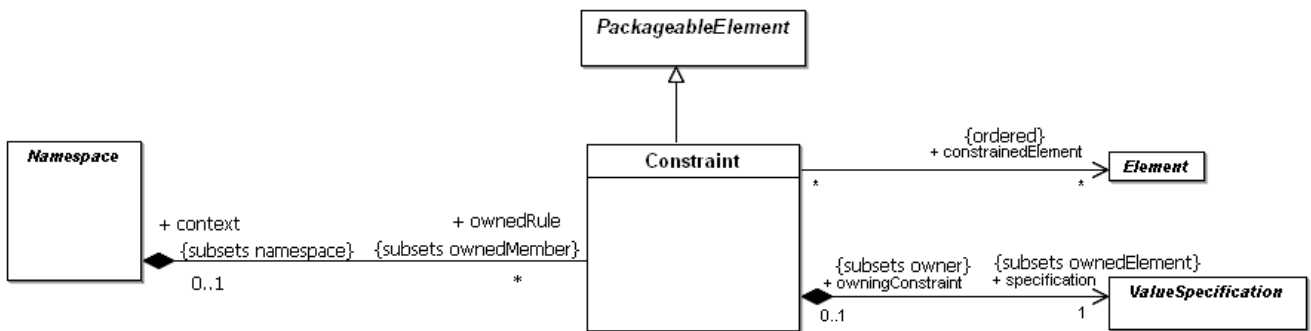 PackageableElement
Namespace
Constraint
{ordered}
+ constrainedElement
Element
*
*
+ context
+ ownedRule
{subsets namespace}
{subsets ownedMember}
0..1
*
{subsets owner}
{subsets ownedElement}
+ owningConstraint
+ specification
ValueSpecification
0..1
1